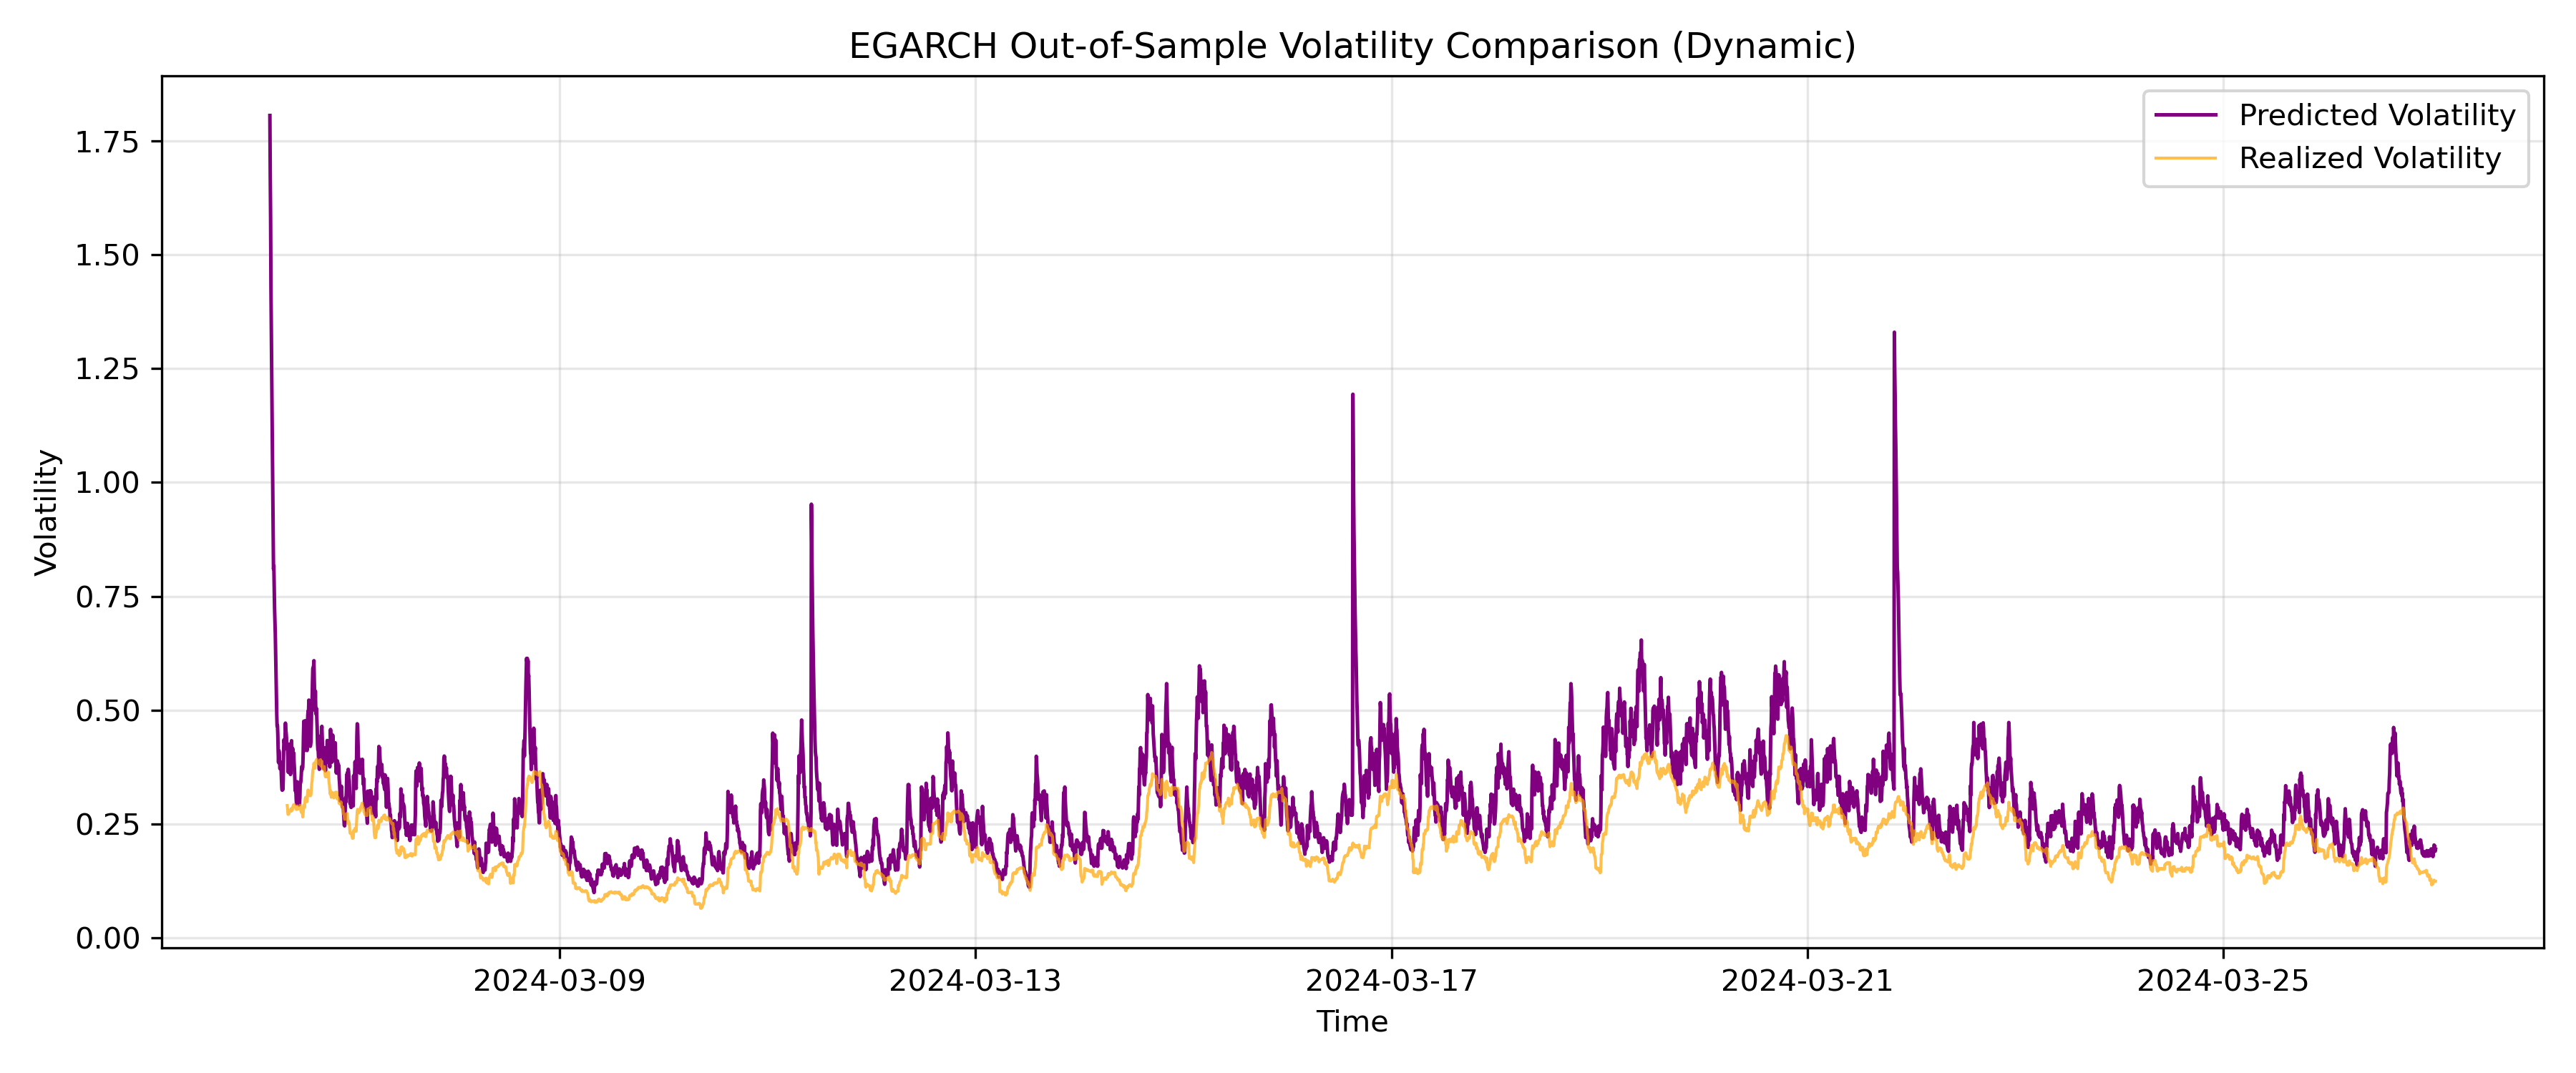 EGARCH Out-of-Sample Volatility Comparison (Dynamic)
Predicted Volatility
Realized Volatility
Volatility
1.75
1.50
1.25
1.00
0.75
0.50
0.25
0.00
2024-03-09
2024-03-13
2024-03-17
2024-03-21
2024-03-25
Time